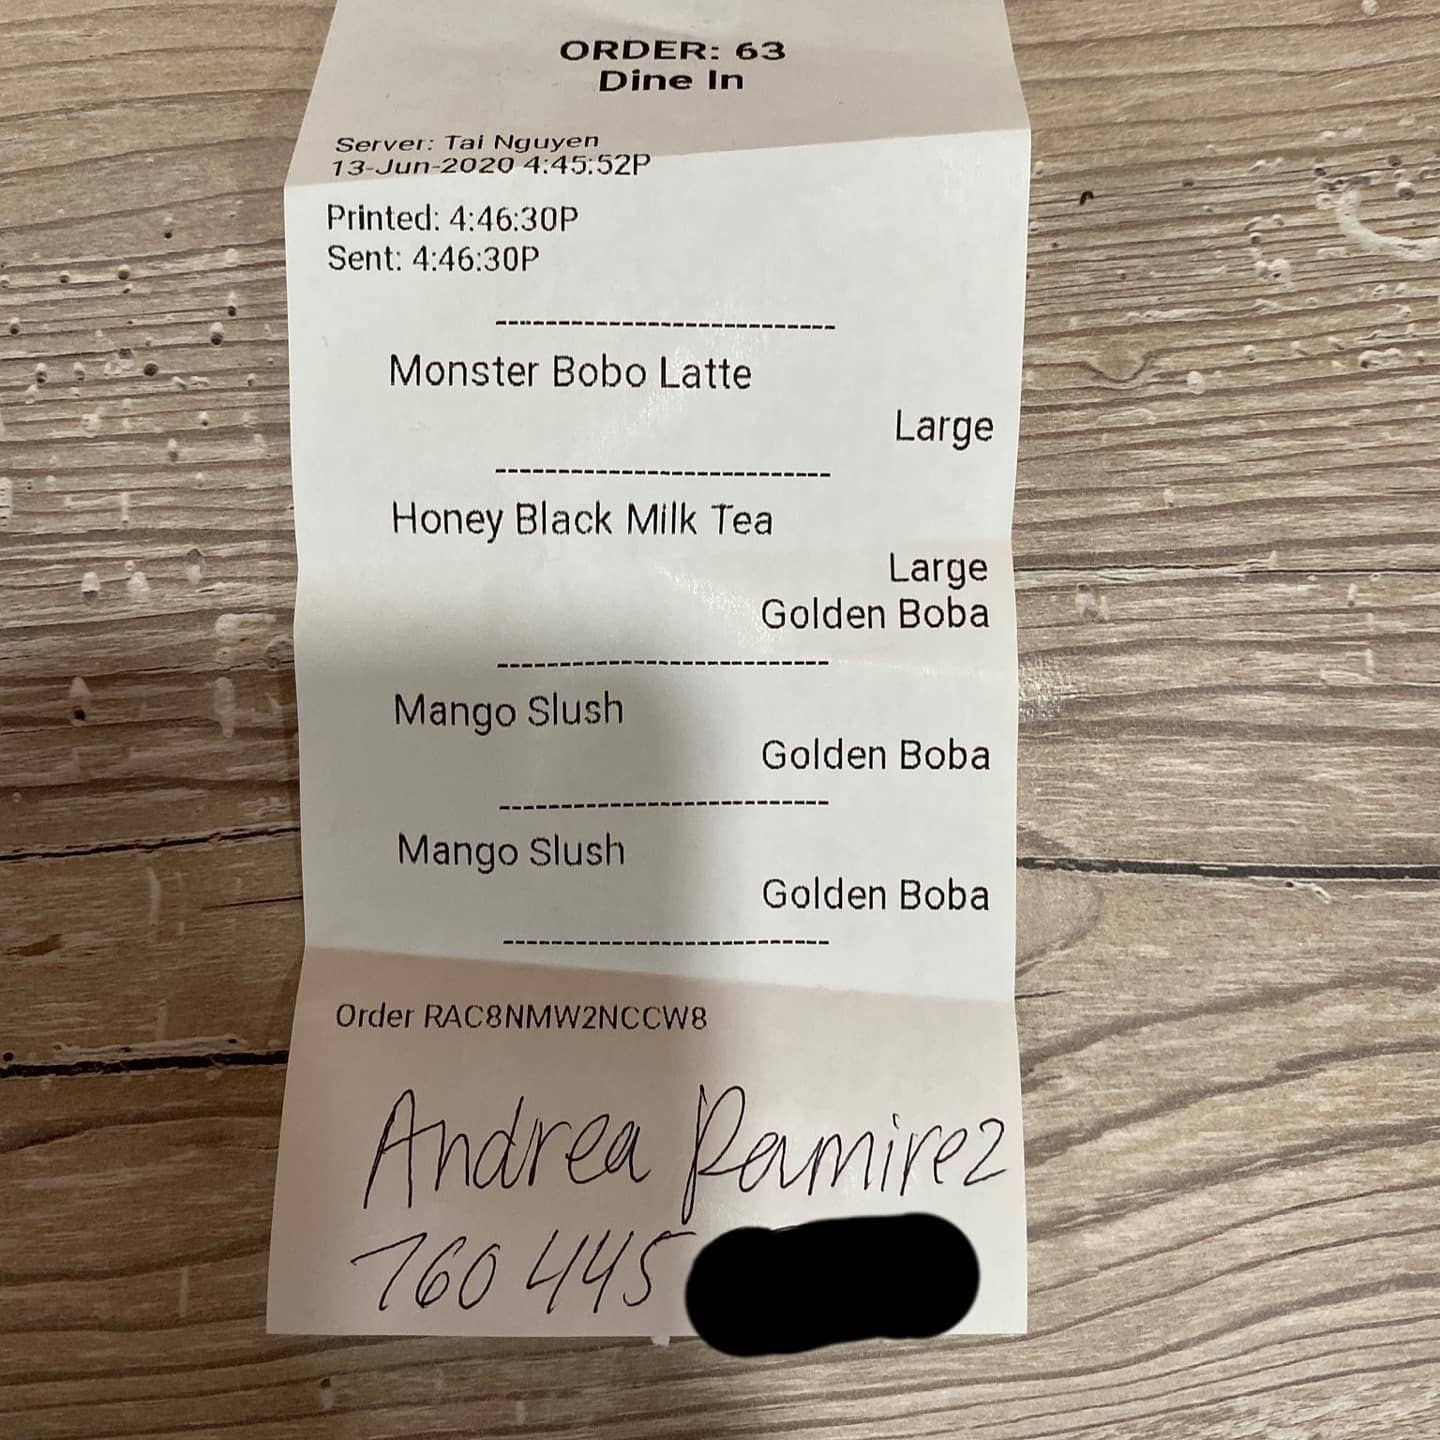 ORDER: 63
Dine In
Server: Tai Nguyen
13-Jun-2020 4:45:52P
Printed: 4:46:30P
Sent: 4:46:30P
---------------------------
Monster Bobo Latte
Large
---------------------------
Honey Black Milk Tea
Large
Golden Boba
---------------------------
Mango Slush
Golden Boba
---------------------------
Mango Slush
Golden Boba
---------------------------
Order RAC8NMW2NCCW8
Andrea Ramirez
760 445